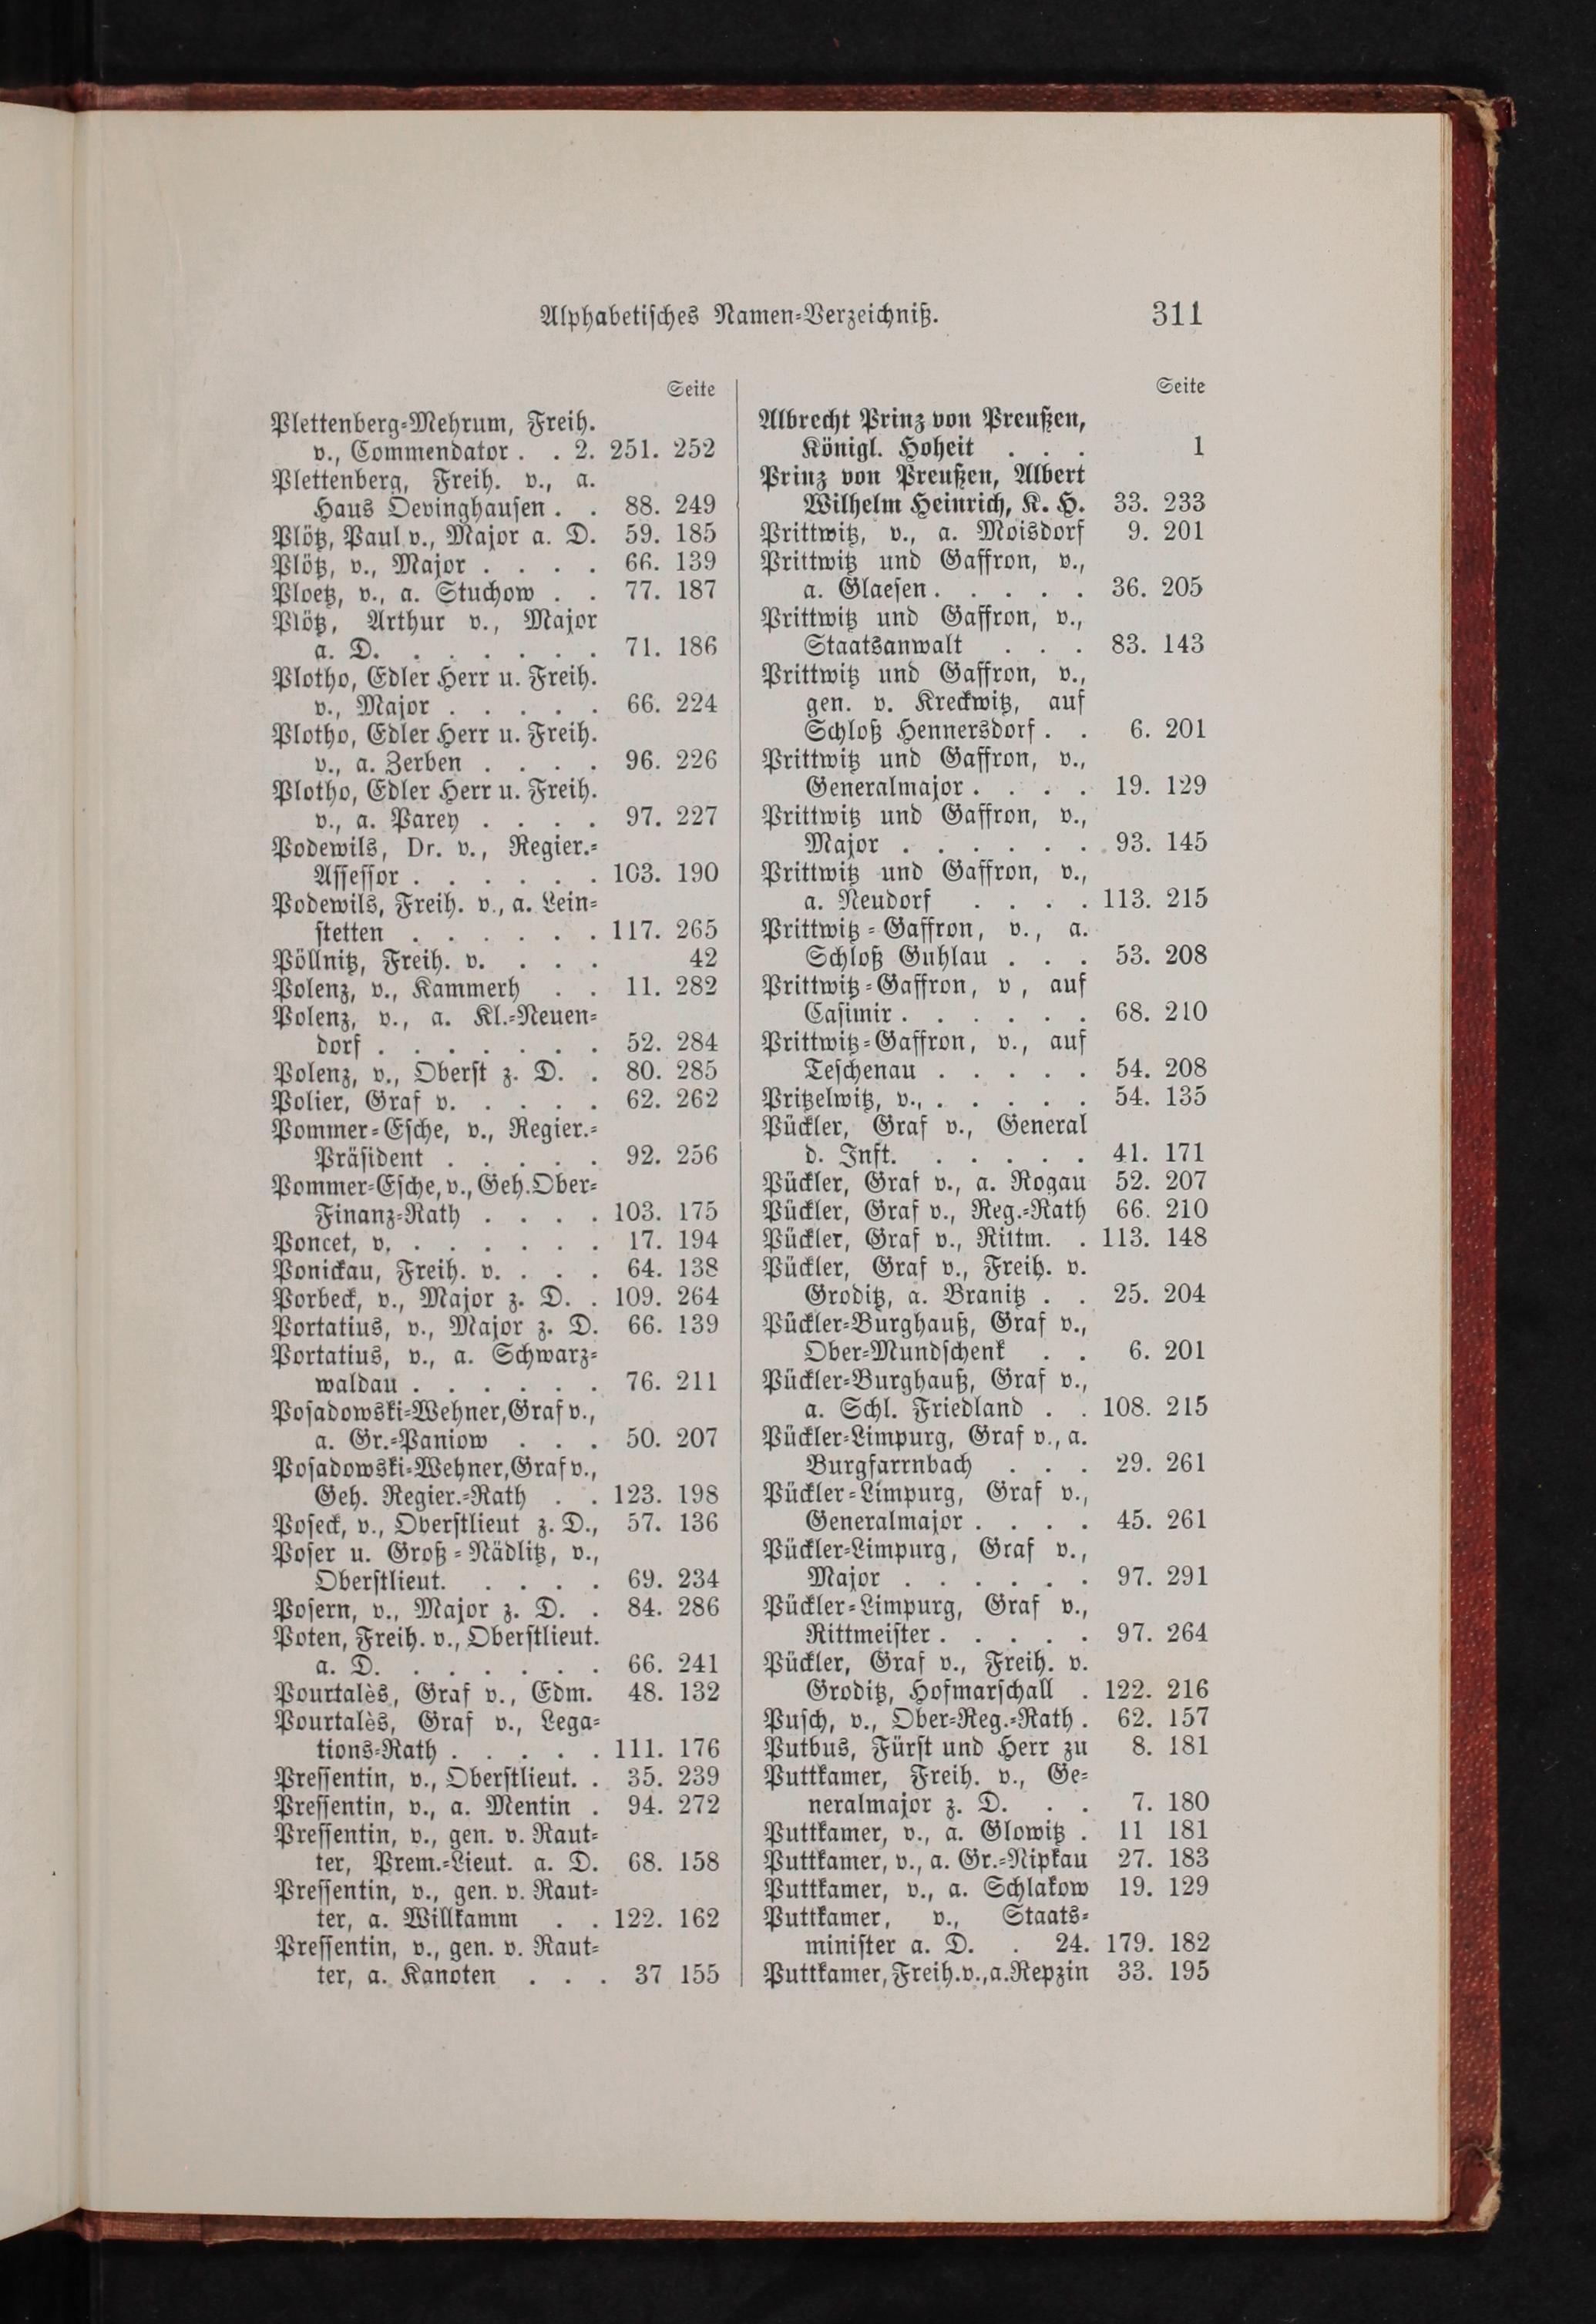 Alphabetisches Namen-Verzeichniß. 311
Seite
Plettenberg-Mehrum, Freih.
v., Commendator . . 2. 251. 252
Plettenberg, Freih. v., a.
Haus Oevinghausen . . 88. 249
Plötz, Paul v., Major a. D. 59. 185
Plötz, v., Major . . . . 66. 139
Ploetz, v., a. Stuchow . . 77. 187
Plötz, Arthur v., Major
a. D. . . . . . . 71. 186
Plotho, Edler Herr u. Freih.
v., Major . . . . . 66. 224
Plotho, Edler Herr u. Freih.
v., a. Zerben . . . . 96. 226
Plotho, Edler Herr u. Freih.
v., a. Parey . . . . 97. 227
Podewils, Dr. v., Regier.-
Assessor . . . . . . 103. 190
Podewils, Freih. v., a. Lein-
stetten . . . . . . 117. 265
Pöllnitz, Freih. v. . . . 42
Polenz, v., Kammerh . . 11. 282
Polenz, v., a. Kl.-Neuen-
dorf . . . . . . . 52. 284
Polenz, v., Oberst z. D. . 80. 285
Polier, Graf v. . . . . 62. 262
Pommer-Esche, v., Regier.-
Präsident . . . . . 92. 256
Pommer-Esche, v., Geh. Ober-
Finanz-Rath . . . . 103. 175
Poncet, v. . . . . . . 17. 194
Ponickau, Freih. v. . . . 64. 138
Porbeck, v., Major z. D. . 109. 264
Portatius, v., Major z. D. 66. 139
Portatius, v., a. Schwarz-
waldau . . . . . . 76. 211
Posadowski-Wehner, Graf v.,
a. Gr.-Paniow . . . 50. 207
Posadowski-Wehner, Graf v.,
Geh. Regier.-Rath . . 123. 198
Poseck, v., Oberstlieut z. D., 57. 136
Poser u. Groß-Nädlitz, v.,
Oberstlieut. . . . . 69. 234
Posern, v., Major z. D. . 84. 286
Poten, Freih. v., Oberstlieut.
a. D. . . . . . . 66. 241
Pourtalès, Graf v., Edm. 48. 132
Pourtalès, Graf v., Lega-
tions-Rath . . . . . 111. 176
Pressentin, v., Oberstlieut. . 35. 239
Pressentin, v., a. Mentin . 94. 272
Pressentin, v., gen. v. Raut-
ter, Prem.-Lieut. a. D. 68. 158
Pressentin, v., gen. v. Raut-
ter, a. Willkamm . . 122. 162
Pressentin, v., gen. v. Raut-
ter, a. Kanoten . . . 37 155
Seite
Albrecht Prinz von Preußen,
Königl. Hoheit . . . 1
Prinz von Preußen, Albert
Wilhelm Heinrich, K. H. 33. 233
Prittwitz, v., a. Moisdorf 9. 201
Prittwitz und Gaffron, v.,
a. Glaesen . . . . . 36. 205
Prittwitz und Gaffron, v.,
Staatsanwalt . . . 83. 143
Prittwitz und Gaffron, v.,
gen. v. Kreckwitz, auf
Schloß Hennersdorf . . 6. 201
Prittwitz und Gaffron, v.,
Generalmajor . . . . 19. 129
Prittwitz und Gaffron, v.,
Major . . . . . . 93. 145
Prittwitz und Gaffron, v.,
a. Neudorf . . . . 113. 215
Prittwitz-Gaffron, v., a.
Schloß Guhlau . . . 53. 208
Prittwitz-Gaffron, v , auf
Casimir . . . . . . 68. 210
Prittwitz-Gaffron, v., auf
Teschenau . . . . . 54. 208
Pritzelwitz, v., . . . . . 54. 135
Pückler, Graf v., General
d. Inft. . . . . . 41. 171
Pückler, Graf v., a. Rogau 52. 207
Pückler, Graf v., Reg.-Rath 66. 210
Pückler, Graf v., Rittm. . 113. 148
Pückler, Graf v., Freih. v.
Groditz, a. Branitz . . 25. 204
Pückler-Burghauß, Graf v.,
Ober-Mundschenk . . 6. 201
Pückler-Burghauß, Graf v.,
a. Schl. Friedland . . 108. 215
Pückler-Limpurg, Graf v., a.
Burgfarrnbach . . . 29. 261
Pückler-Limpurg, Graf v.,
Generalmajor . . . . 45. 261
Pückler-Limpurg, Graf v.,
Major . . . . . . 97. 291
Pückler-Limpurg, Graf v.,
Rittmeister . . . . . 97. 264
Pückler, Graf v., Freih. v.
Groditz, Hofmarschall . 122. 216
Pusch, v., Ober-Reg.-Rath . 62. 157
Putbus, Fürst und Herr zu 8. 181
Puttkamer, Freih. v., Ge-
neralmajor z. D. . . 7. 180
Puttkamer, v., a. Glowitz . 11 181
Puttkamer, v., a. Gr.-Nipkau 27. 183
Puttkamer, v., a. Schlakow 19. 129
Puttkamer, v., Staats-
minister a. D. . 24. 179. 182
Puttkamer, Freih. v., a. Repzin 33. 195